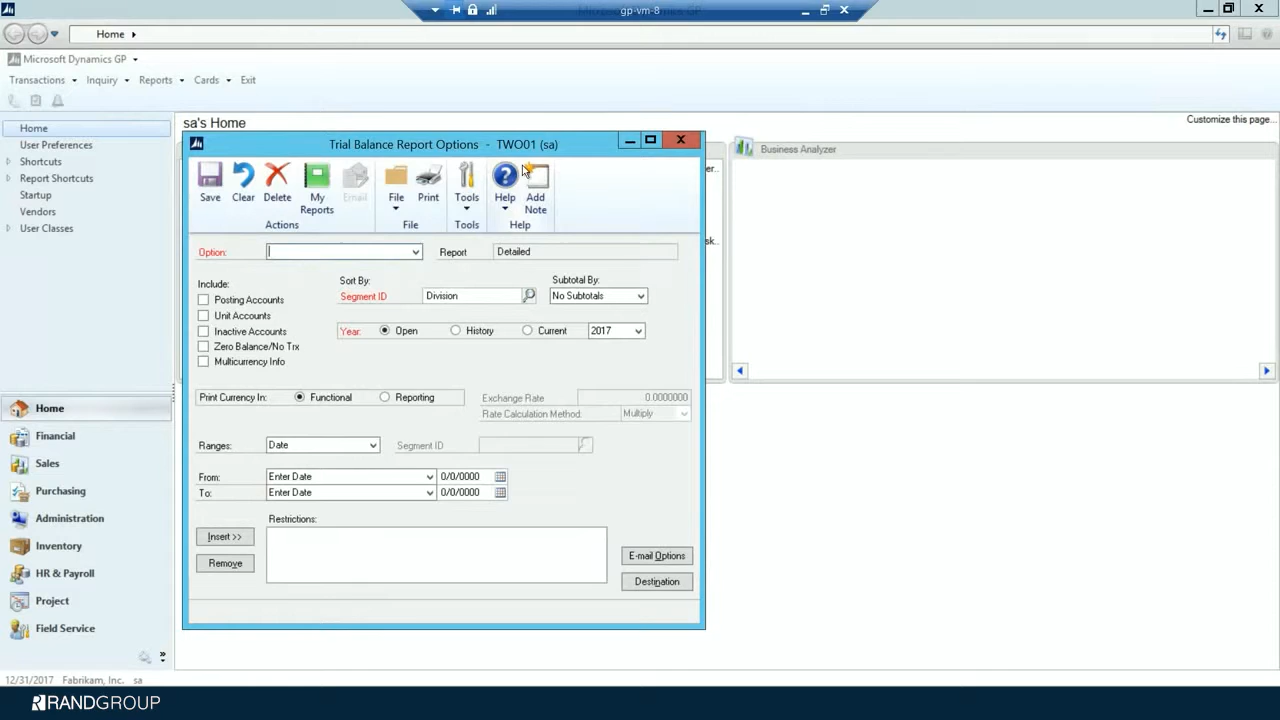 gp-vm-8
Home
Microsoft Dynamics GP
Transactions Inquiry Reports Cards Exit
sa's Home
Customize this page...
Home
User Preferences
Shortcuts
Report Shortcuts
Startup
Vendors
User Classes
Trial Balance Report Options - TWO01 (sa)
Business Analyzer
Save Clear Delete My Reports Email File Print Tools Help Add Note
Actions File Tools Help
Option: Report Detailed
Include: Sort By: Subtotal By:
Posting Accounts Segment ID Division No Subtotals
Unit Accounts
Inactive Accounts Year: Open History Current 2017
Zero Balance/No Trx
Multicurrency Info
Print Currency In: Functional Reporting Exchange Rate 0.0000000
Rate Calculation Method: Multiply
Ranges: Date Segment ID
From: Enter Date 0/0/0000
To: Enter Date 0/0/0000
Restrictions:
Insert >>
Remove
E-mail Options
Destination
Home
Financial
Sales
Purchasing
Administration
Inventory
HR & Payroll
Project
Field Service
12/31/2017 Fabrikam, Inc. sa
RANDGROUP